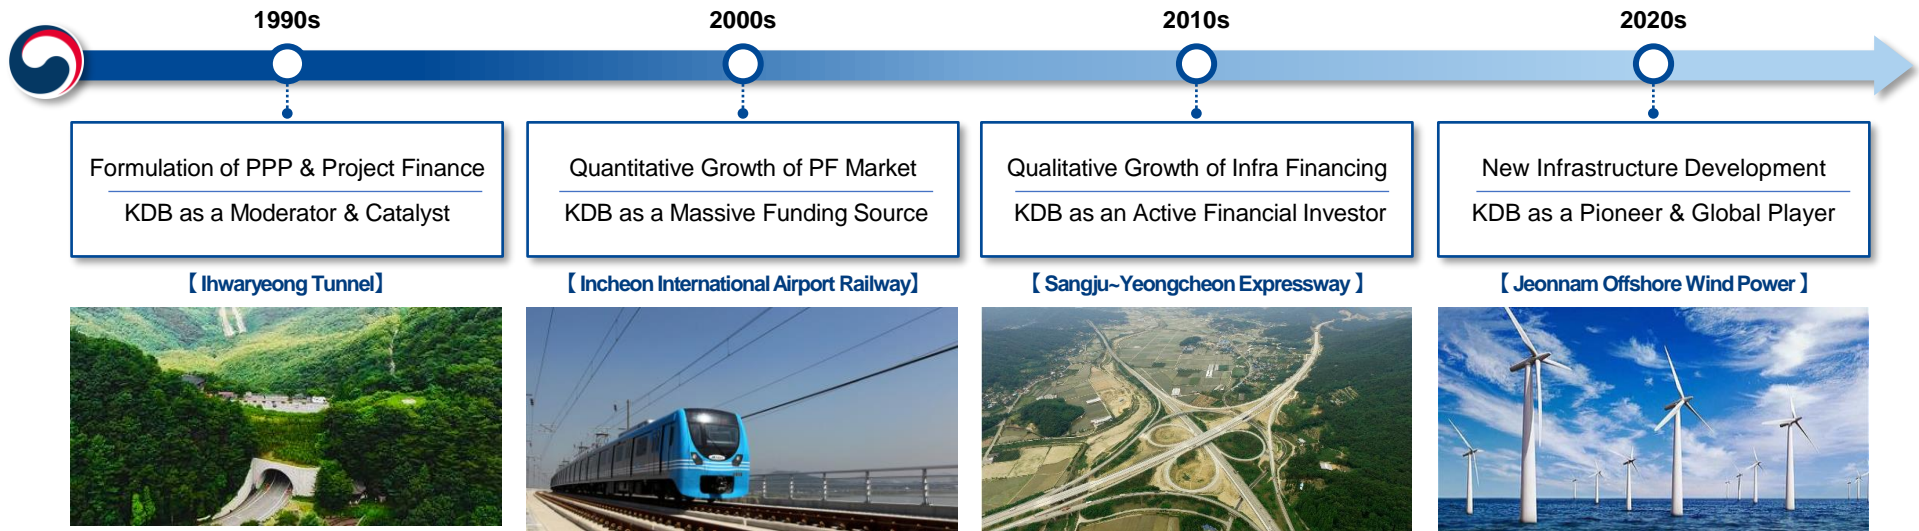 1990s
2000s
2010s
2020s
Formulation of PPP & Project Finance
KDB as a Moderator & Catalyst
Quantitative Growth of PF Market
KDB as a Massive Funding Source
Qualitative Growth of Infra Financing
KDB as an Active Financial Investor
New Infrastructure Development
KDB as a Pioneer & Global Player
【 Ihwaryeong Tunnel】
【 Incheon International Airport Railway】
【 Sangju~Yeongcheon Expressway 】
【 Jeonnam Offshore Wind Power 】